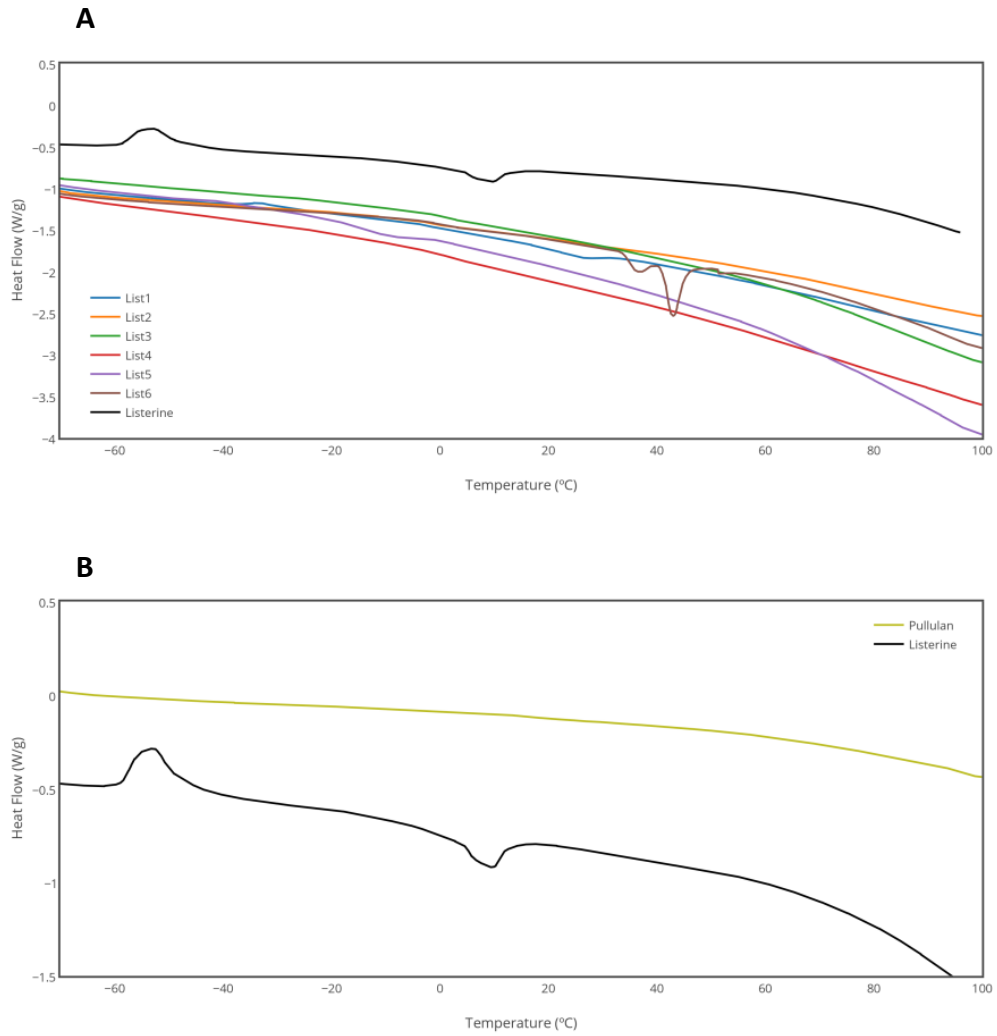 A
0.5
0
−0.5
−1
−1.5
−2
−2.5
−3
−3.5
−4
Heat Flow (W/g)
List1
List2
List3
List4
List5
List6
Listerine
−60 −40 −20 0 20 40 60 80 100
Temperature (ºC)
B
0.5
0
−0.5
−1
−1.5
Heat Flow (W/g)
Pullulan
Listerine
−60 −40 −20 0 20 40 60 80 100
Temperature (ºC)